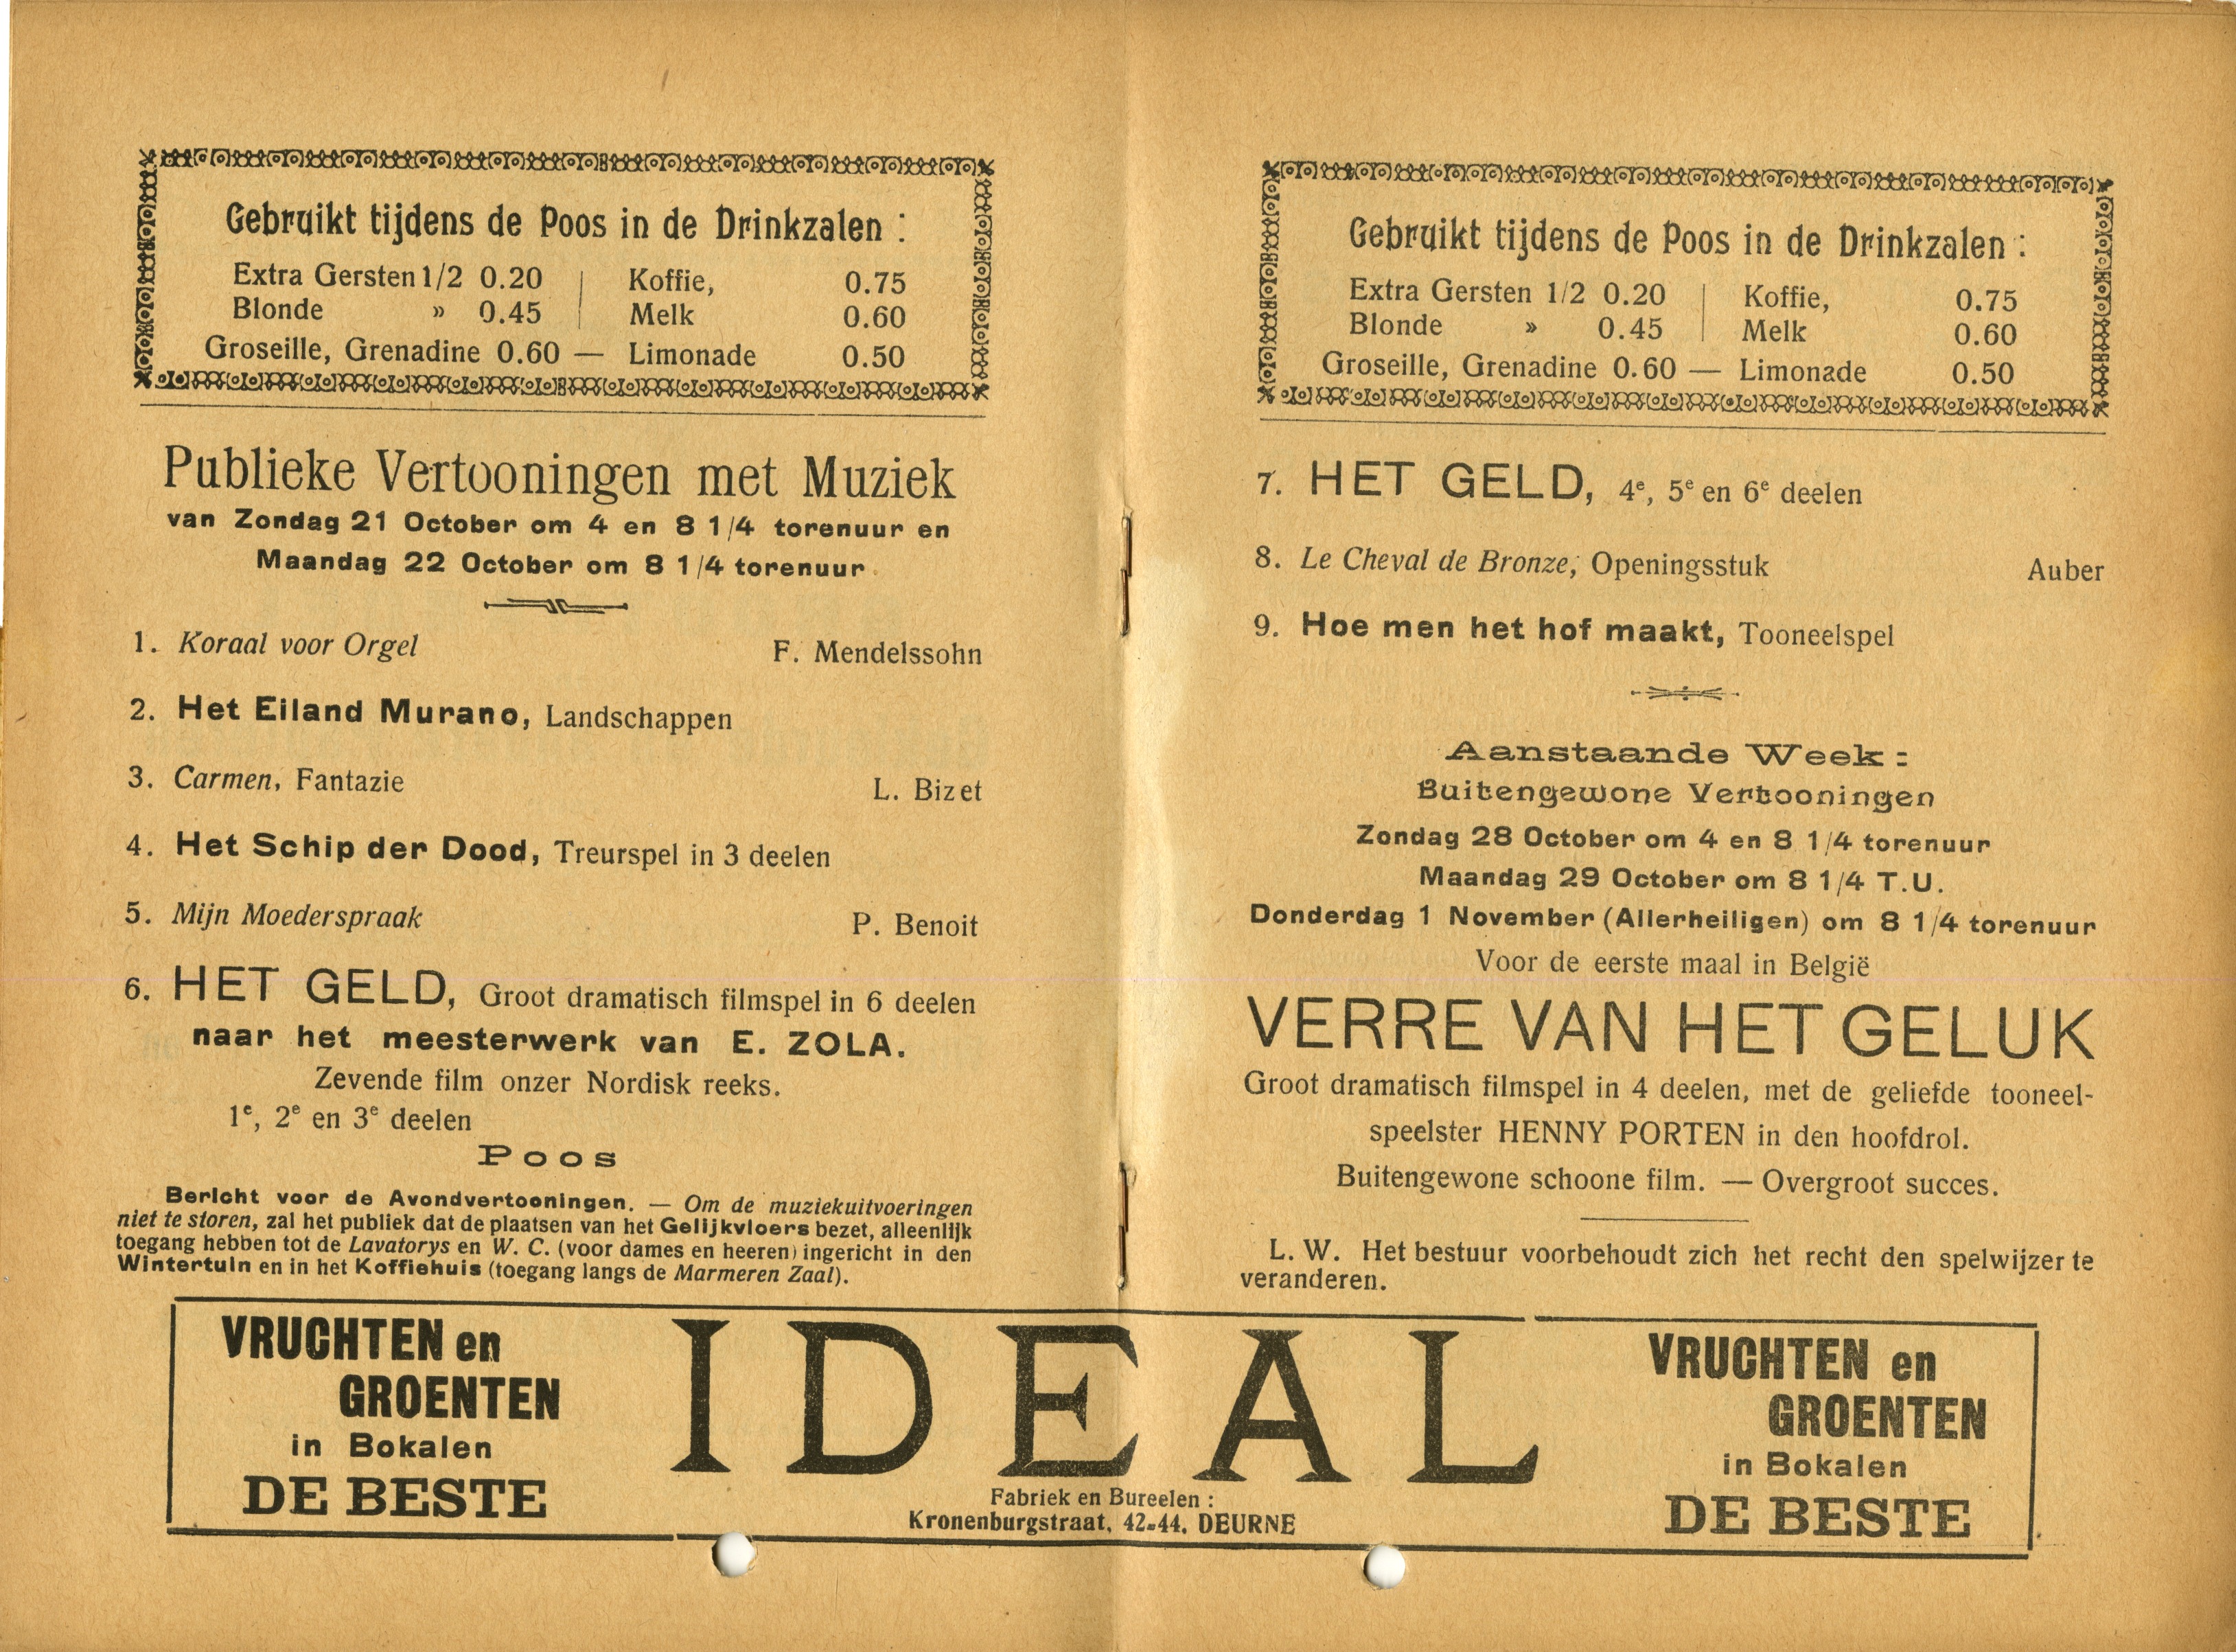 Gebruikt tijdens de Poos in de Drinkzalen :
Extra Gersten 1/2 0.20 | Koffie, 0.75
Blonde » 0.45 | Melk 0.60
Groseille, Grenadine 0.60 — Limonade 0.50
Publieke Vertooningen met Muziek
van Zondag 21 October om 4 en 8 1/4 torenuur en
Maandag 22 October om 8 1/4 torenuur.
1. Koraal voor Orgel F. Mendelssohn
2. Het Eiland Murano, Landschappen
3. Carmen, Fantazie L. Bizet
4. Het Schip der Dood, Treurspel in 3 deelen
5. Mijn Moederspraak P. Benoit
6. HET GELD, Groot dramatisch filmspel in 6 deelen
naar het meesterwerk van E. ZOLA.
Zevende film onzer Nordisk reeks.
1e, 2e en 3e deelen
Poos
Bericht voor de Avondvertooningen. — Om de muziekuitvoeringen
niet te storen, zal het publiek dat de plaatsen van het Gelijkvloers bezet, alleenlijk
toegang hebben tot de Lavatorys en W. C. (voor dames en heeren) ingericht in den
Wintertuin en in het Koffiehuis (toegang langs de Marmeren Zaal).
Gebruikt tijdens de Poos in de Drinkzalen :
Extra Gersten 1/2 0.20 | Koffie, 0.75
Blonde » 0.45 | Melk 0.60
Groseille, Grenadine 0.60 — Limonade 0.50
7. HET GELD, 4e, 5e en 6e deelen
8. Le Cheval de Bronze, Openingsstuk Auber
9. Hoe men het hof maakt, Tooneelspel
Aanstaande Week :
Buitengewone Vertooningen
Zondag 28 October om 4 en 8 1/4 torenuur
Maandag 29 October om 8 1/4 T.U.
Donderdag 1 November (Allerheiligen) om 8 1/4 torenuur
Voor de eerste maal in België
VERRE VAN HET GELUK
Groot dramatisch filmspel in 4 deelen, met de geliefde tooneel-
speelster HENNY PORTEN in den hoofdrol.
Buitengewone schoone film. — Overgroot succes.
L. W. Het bestuur voorbehoudt zich het recht den spelwijzer te
veranderen.
VRUCHTEN en
GROENTEN
in Bokalen
DE BESTE
IDEAL
Fabriek en Bureelen :
Kronenburgstraat, 42-44, DEURNE
VRUCHTEN en
GROENTEN
in Bokalen
DE BESTE